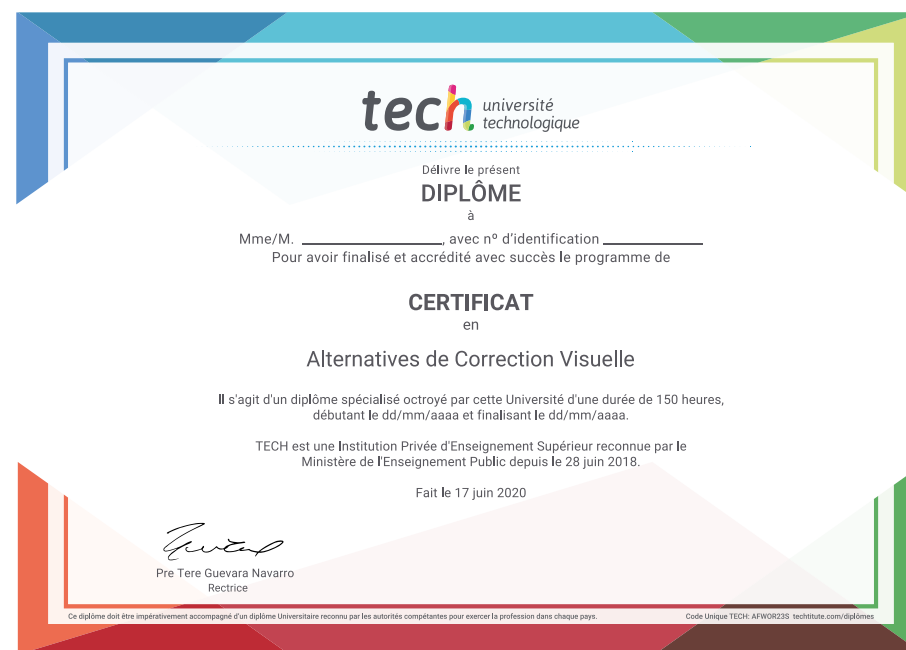 tech université
technologique
Délivre le présent
DIPLÔME
à
Mme/M. ____________________, avec nº d'identification ______________
Pour avoir finalisé et accrédité avec succès le programme de
CERTIFICAT
en
Alternatives de Correction Visuelle
Il s'agit d'un diplôme spécialisé octroyé par cette Université d'une durée de 150 heures,
débutant le dd/mm/aaaa et finalisant le dd/mm/aaaa.
TECH est une Institution Privée d'Enseignement Supérieur reconnue par le
Ministère de l'Enseignement Public depuis le 28 juin 2018.
Fait le 17 juin 2020
Pre Tere Guevara Navarro
Rectrice
Ce diplôme doit être impérativement accompagné d'un diplôme Universitaire reconnu par les autorités compétantes pour exercer la profession dans chaque pays.
Code Unique TECH: AFWOR23S techtitute.com/diplômes